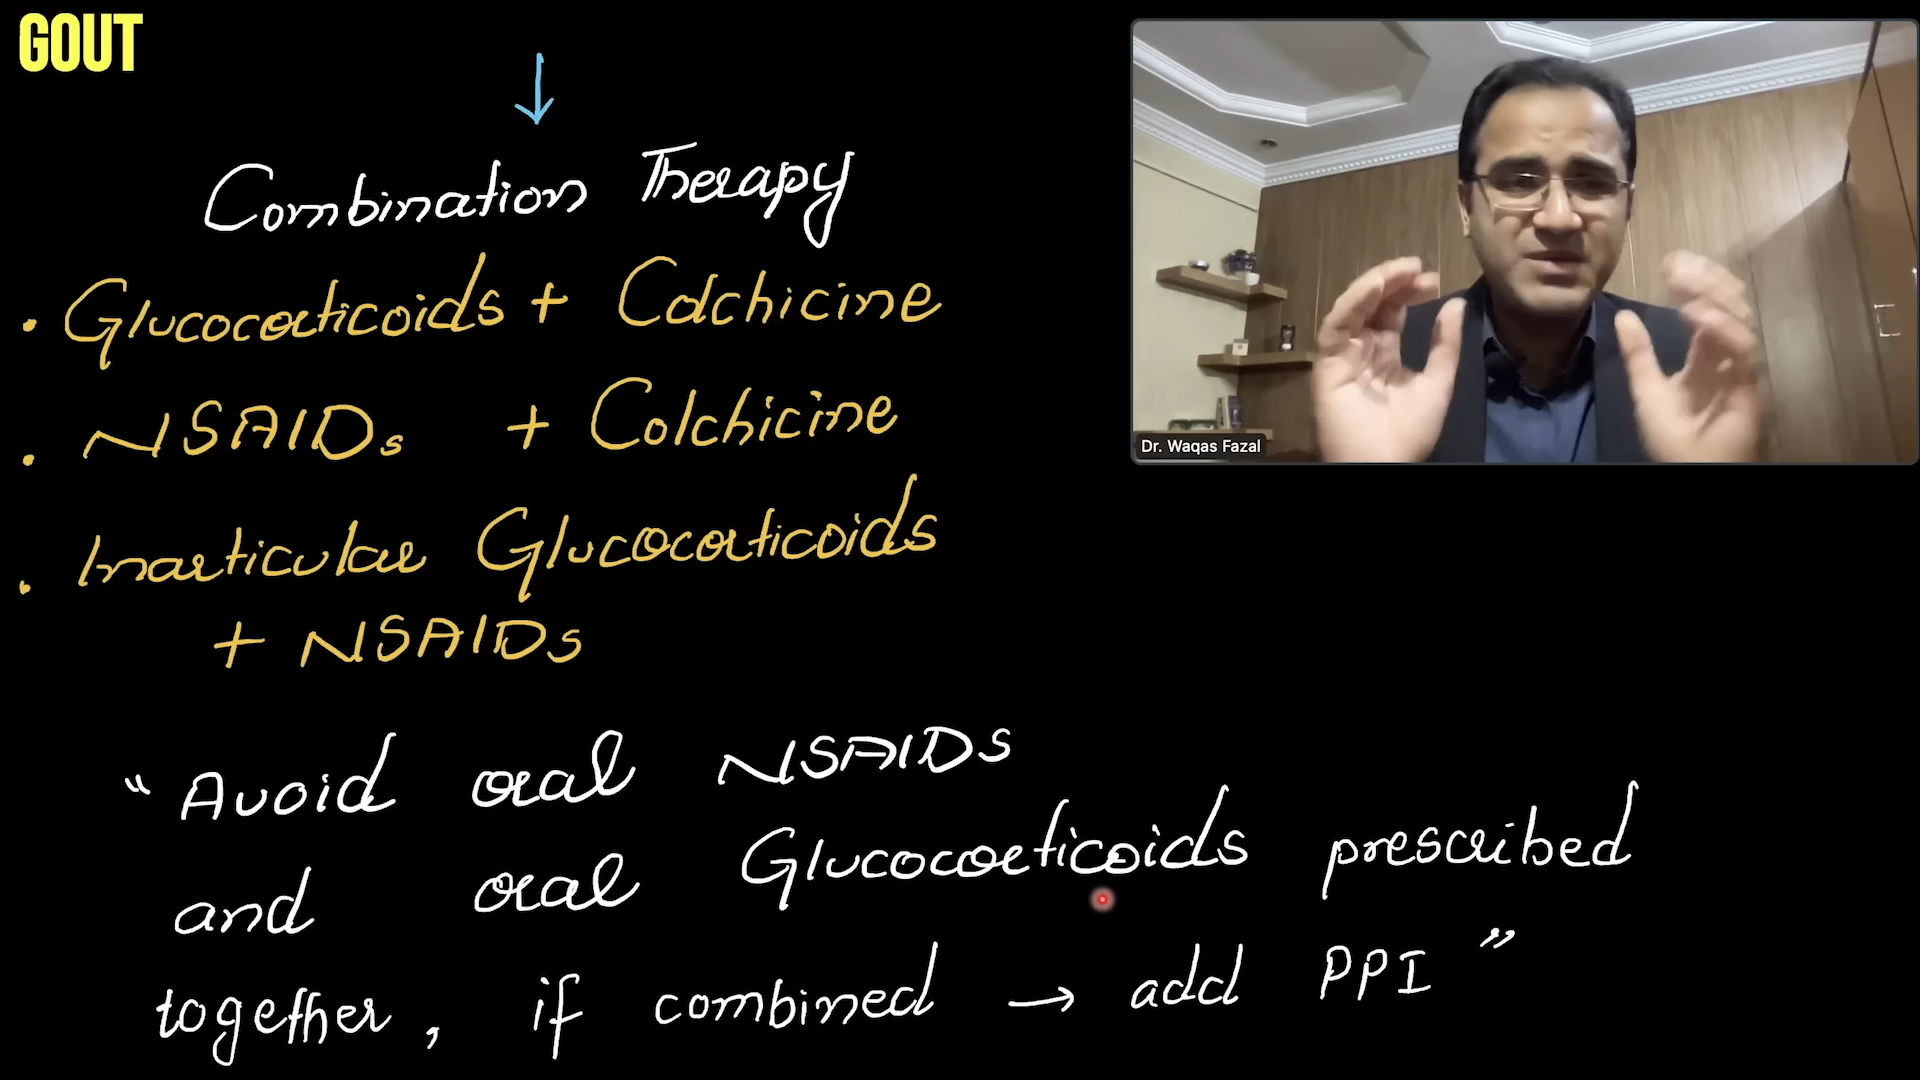 GOUT
Combination Therapy
• Glucocorticoids + Colchicine
• NSAIDs + Colchicine
• Inarticular Glucocorticoids
+ NSAIDs
" Avoid oral NSAIDs
and oral Glucocorticoids prescribed
together, if combined → add PPI "
Dr. Waqas Fazal